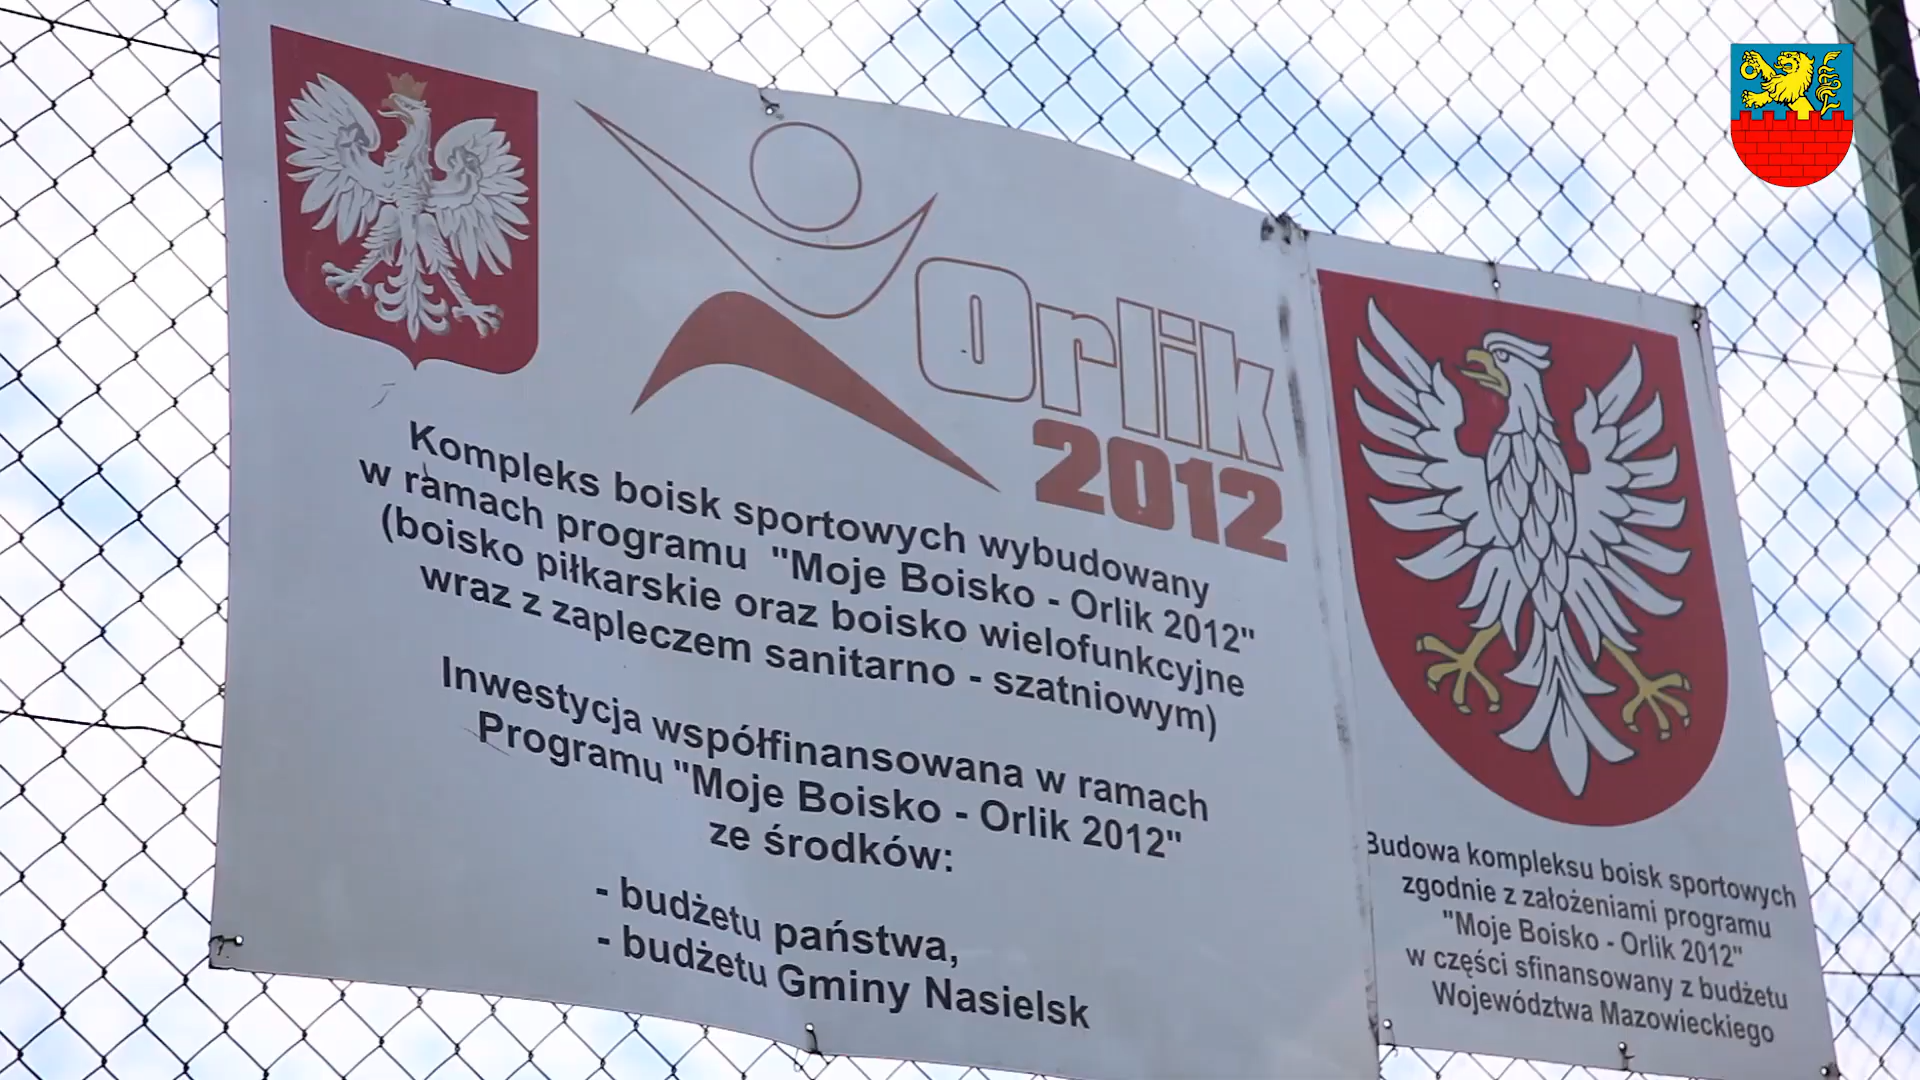 Orlik
2012
Kompleks boisk sportowych wybudowany
w ramach programu "Moje Boisko - Orlik 2012"
(boisko piłkarskie oraz boisko wielofunkcyjne
wraz z zapleczem sanitarno - szatniowym)
Inwestycja współfinansowana w ramach
Programu "Moje Boisko - Orlik 2012"
ze środków:
- budżetu państwa,
- budżetu Gminy Nasielsk
Budowa kompleksu boisk sportowych
zgodnie z założeniami programu
"Moje Boisko - Orlik 2012"
w części sfinansowany z budżetu
Województwa Mazowieckiego